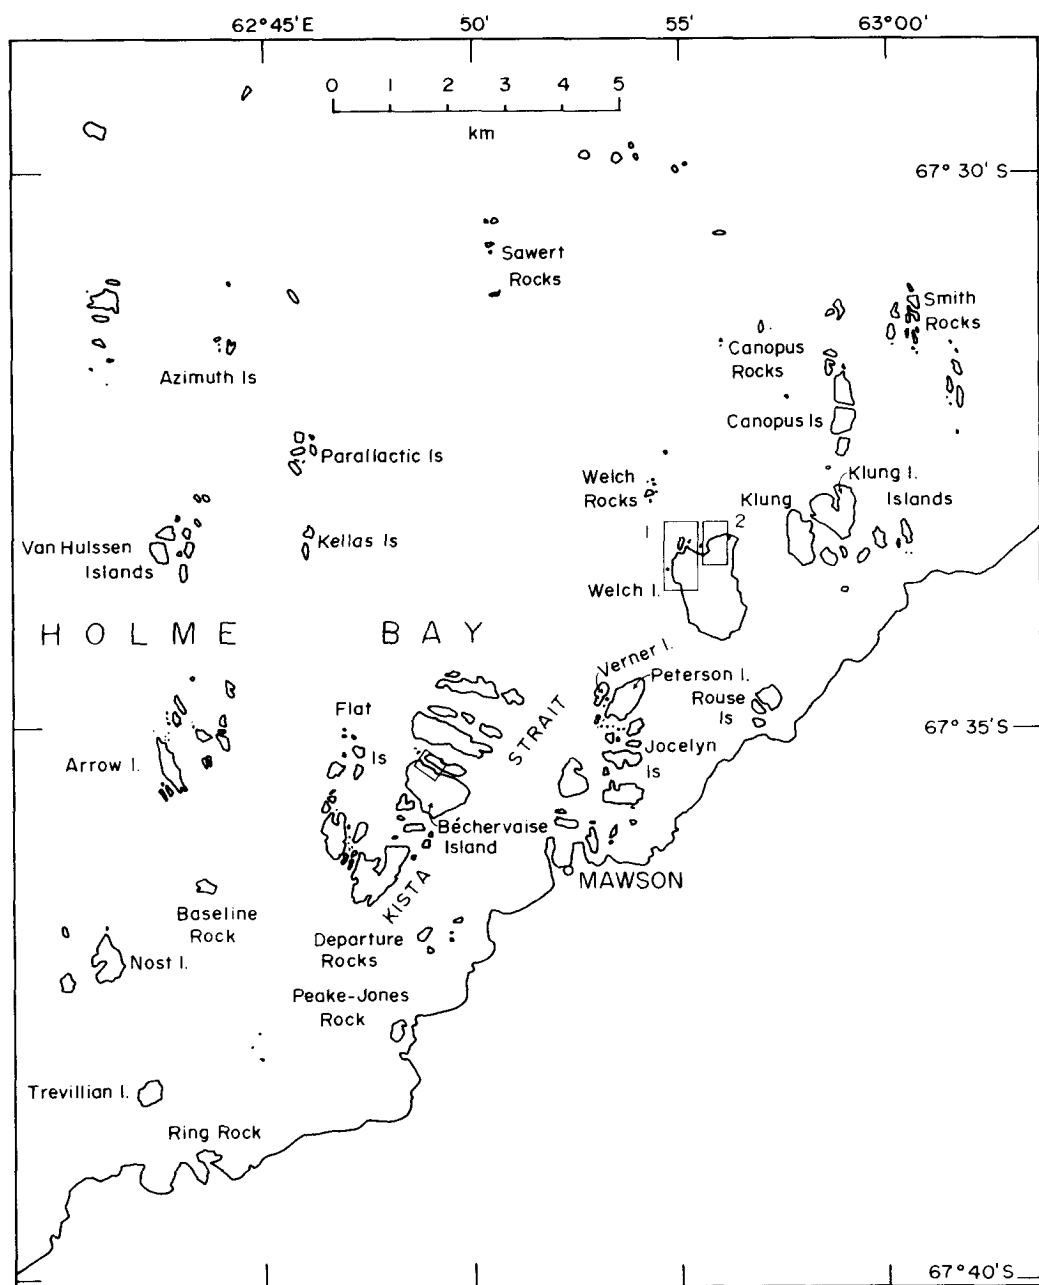 62°45'E 50' 55' 63°00'
0 1 2 3 4 5
km
67° 30' S
Sawert
Rocks
Smith
Rocks
Canopus
Rocks
Azimuth Is
Canopus Is
Parallactic Is
Welch
Rocks
Klung I.
Klung Islands
1 2
Van Hulssen
Islands
Kellas Is
Welch I.
HOLME BAY
Verner I.
Peterson I.
Rouse
Is
Flat
Is
STRAIT
67° 35' S
Arrow I.
Jocelyn
Is
Béchervaise
Island
MAWSON
KISTA
Baseline
Rock
Departure
Rocks
Nost I.
Peake-Jones
Rock
Trevillian I.
Ring Rock
67° 40' S